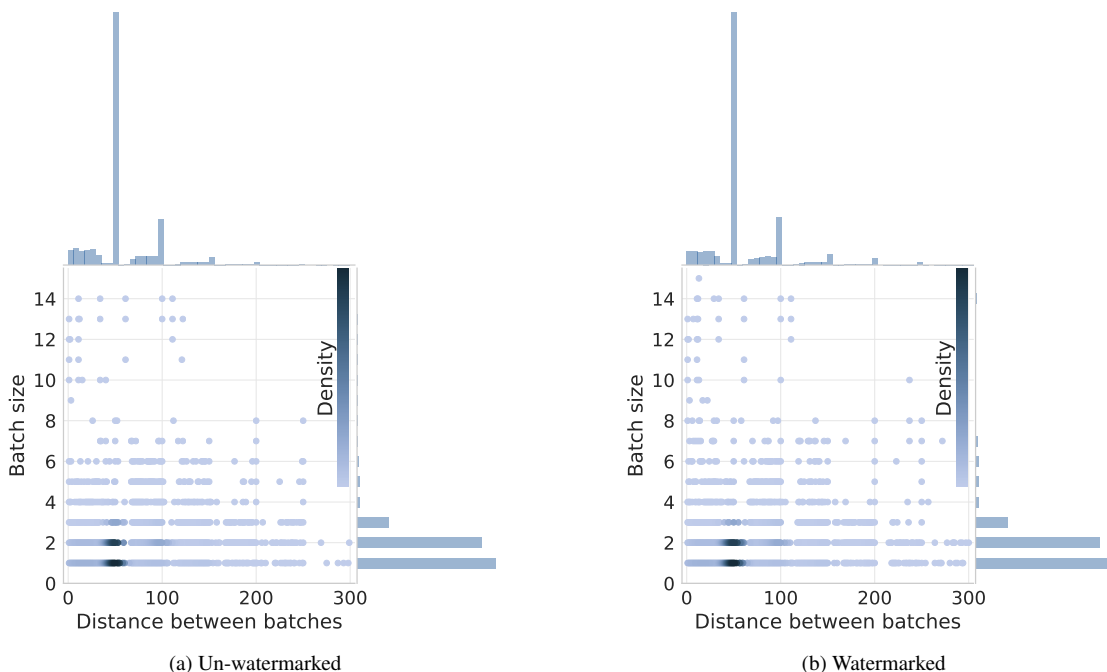 14
12
10
8
6
4
2
0
Batch size
Density
0 100 200 300
Distance between batches
(a) Un-watermarked
14
12
10
8
6
4
2
0
Batch size
Density
0 100 200 300
Distance between batches
(b) Watermarked